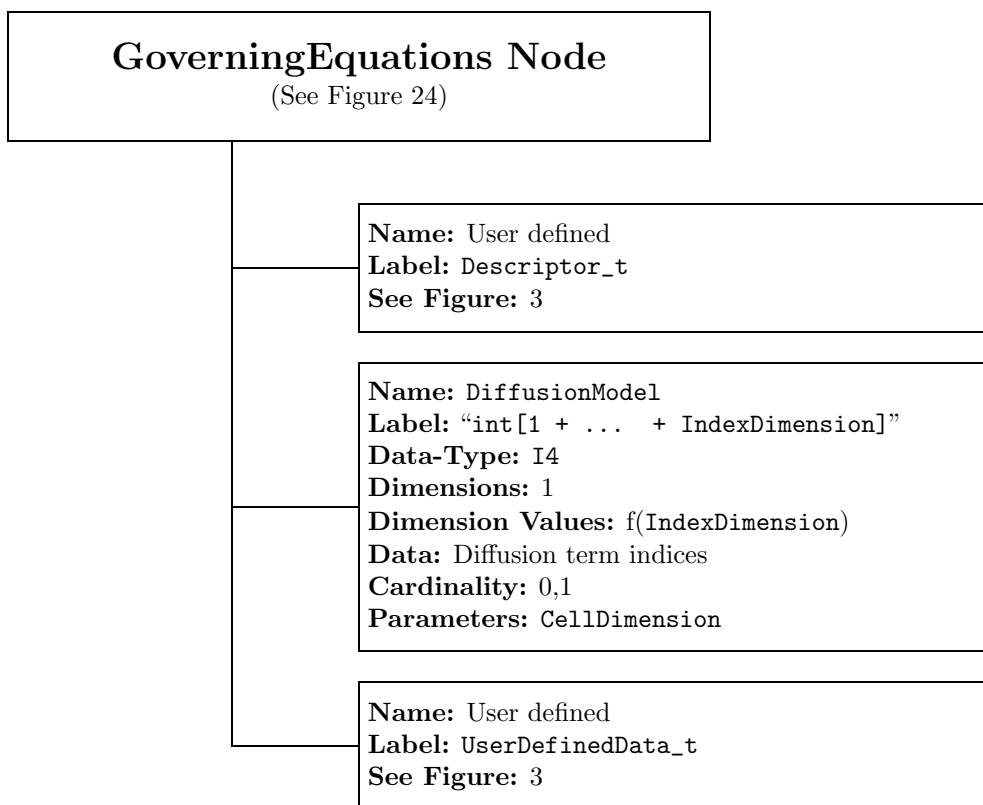 GoverningEquations Node
(See Figure 24)
Name: User defined
Label: Descriptor_t
See Figure: 3
Name: DiffusionModel
Label: “int[1 + ... + IndexDimension]”
Data-Type: I4
Dimensions: 1
Dimension Values: f(IndexDimension)
Data: Diffusion term indices
Cardinality: 0,1
Parameters: CellDimension
Name: User defined
Label: UserDefinedData_t
See Figure: 3